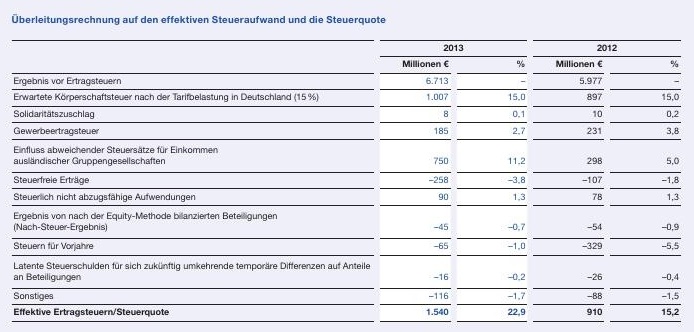 Überleitungsrechnung auf den effektiven Steueraufwand und die Steuerquote
2013 2012
Millionen € % Millionen € %
Ergebnis vor Ertragsteuern 6.713 – 5.977 –
Erwartete Körperschaftsteuer nach der Tarifbelastung in Deutschland (15 %) 1.007 15,0 897 15,0
Solidaritätszuschlag 8 0,1 10 0,2
Gewerbeertragsteuer 185 2,7 231 3,8
Einfluss abweichender Steuersätze für Einkommen
ausländischer Gruppengesellschaften 750 11,2 298 5,0
Steuerfreie Erträge –258 –3,8 –107 –1,8
Steuerlich nicht abzugsfähige Aufwendungen 90 1,3 78 1,3
Ergebnis von nach der Equity-Methode bilanzierten Beteiligungen
(Nach-Steuer-Ergebnis) –45 –0,7 –54 –0,9
Steuern für Vorjahre –65 –1,0 –329 –5,5
Latente Steuerschulden für sich zukünftig umkehrende temporäre Differenzen auf Anteile
an Beteiligungen –16 –0,2 –26 –0,4
Sonstiges –116 –1,7 –88 –1,5
Effektive Ertragsteuern/Steuerquote 1.540 22,9 910 15,2